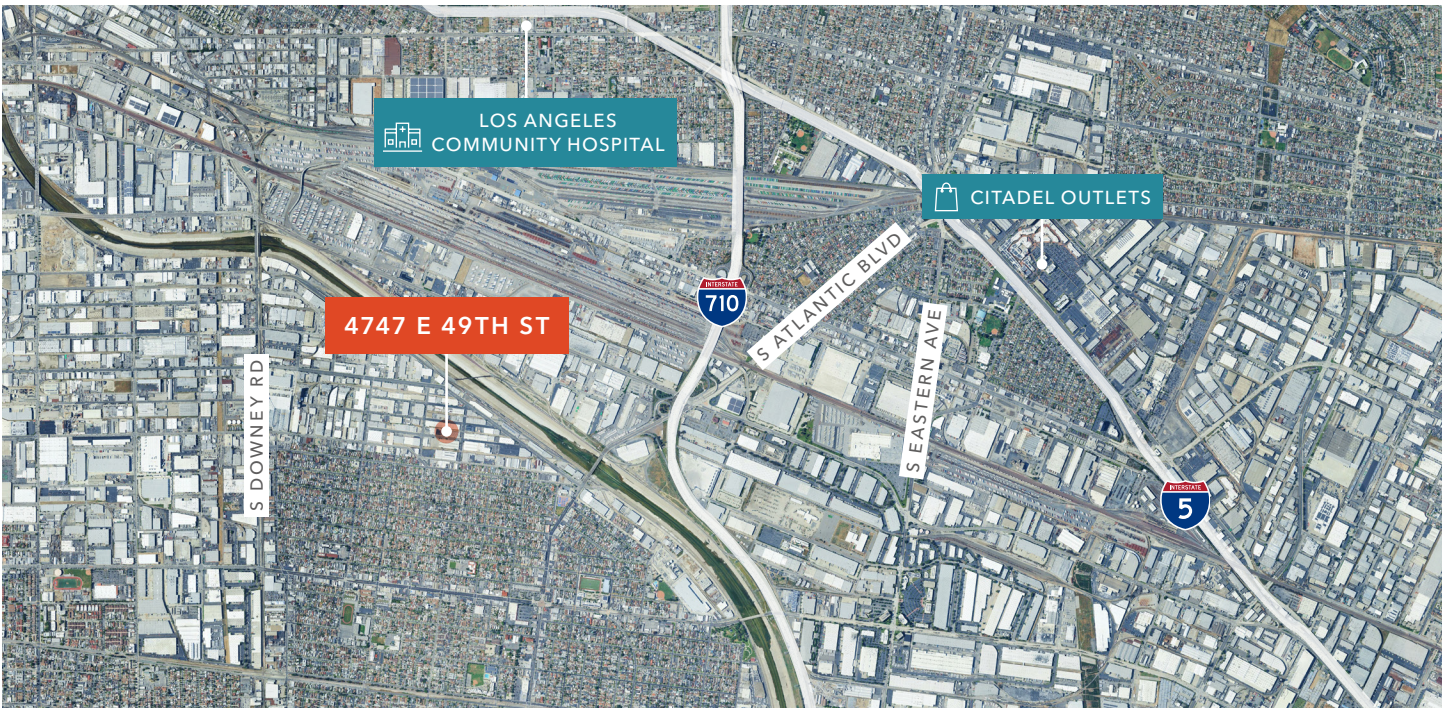 LOS ANGELES
COMMUNITY HOSPITAL
CITADEL OUTLETS
S ATLANTIC BLVD
INTERSTATE
710
4747 E 49TH ST
S EASTERN AVE
S DOWNEY RD
INTERSTATE
5